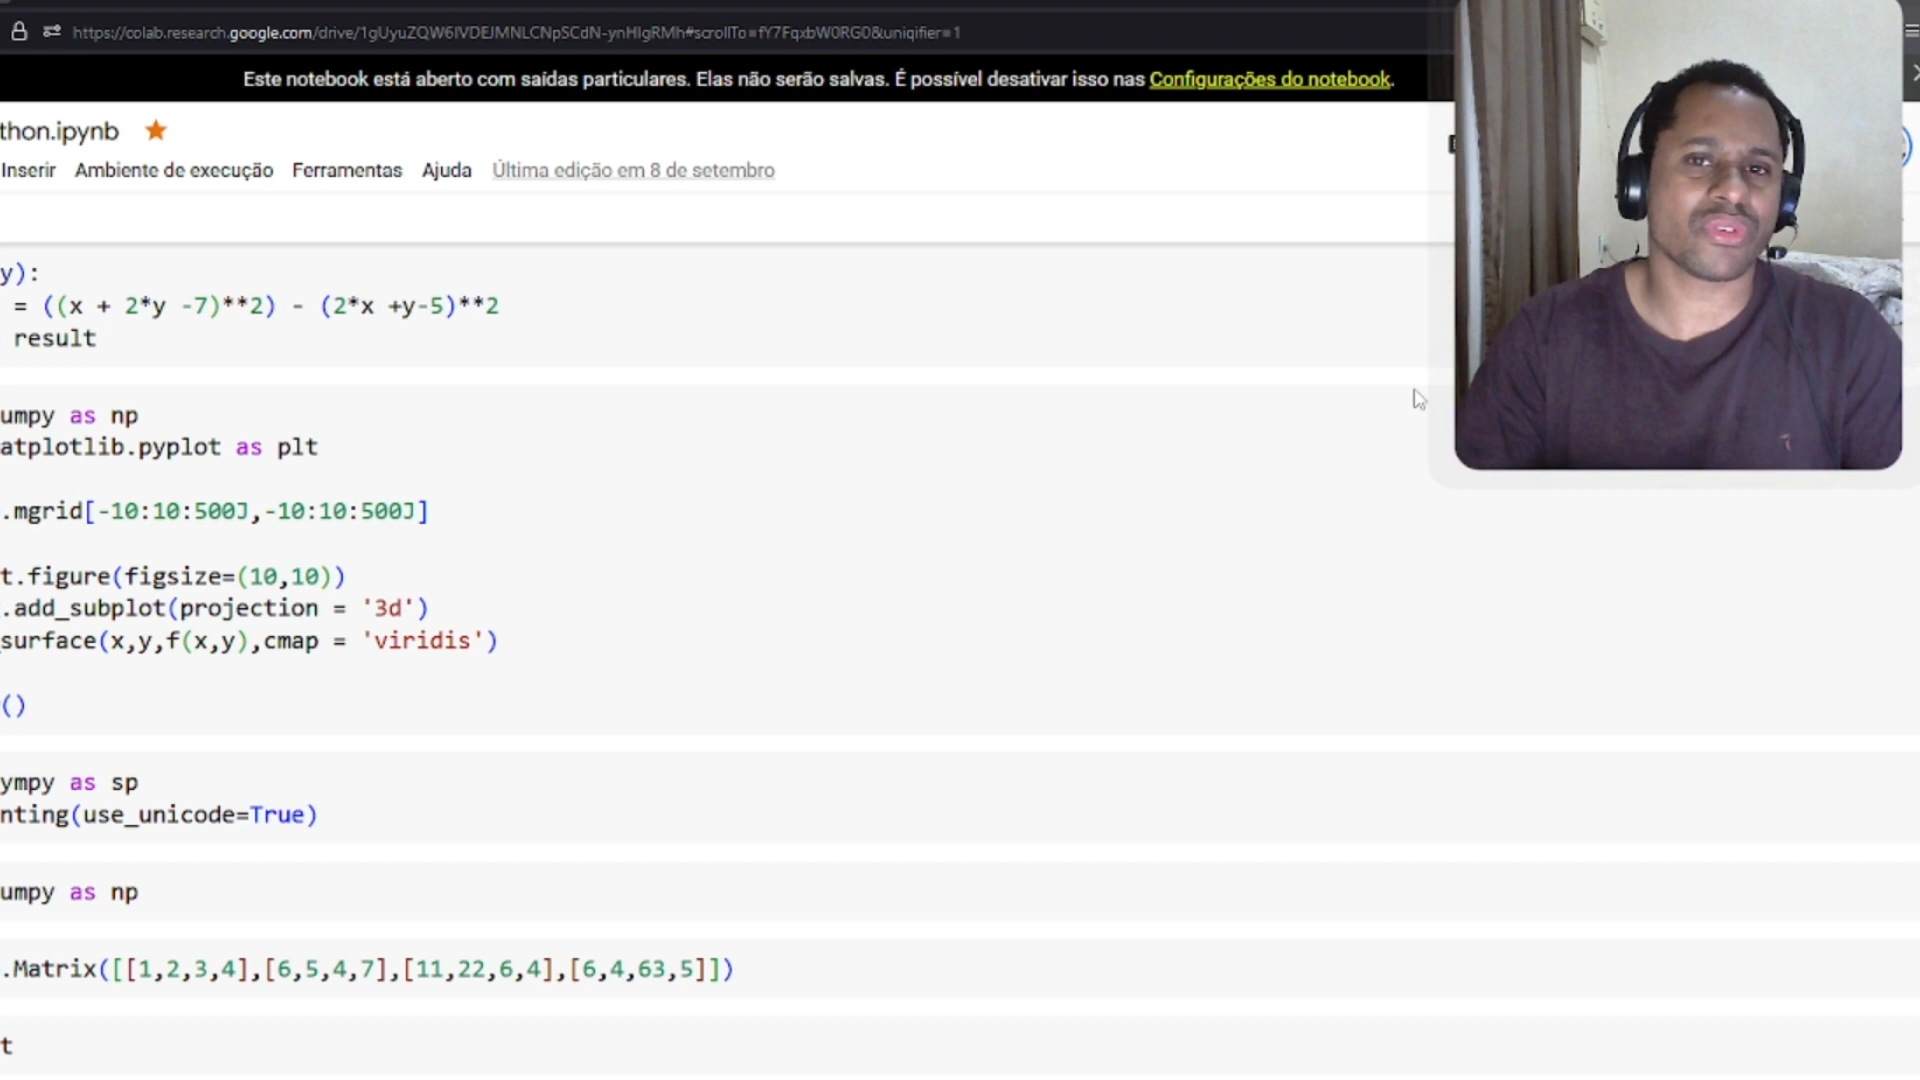 https://colab.research.google.com/drive/1gUyuZQW6IVDEJMNLCNpSCdN-ynHIgRMh#scrollTo=fY7FqxbW0RG0&uniqifier=1
Este notebook está aberto com saídas particulares. Elas não serão salvas. É possível desativar isso nas Configurações do notebook.
thon.ipynb
Inserir Ambiente de execução Ferramentas Ajuda Última edição em 8 de setembro
y):
= ((x + 2*y -7)**2) - (2*x +y-5)**2
result
umpy as np
atplotlib.pyplot as plt
.mgrid[-10:10:500J,-10:10:500J]
t.figure(figsize=(10,10))
.add_subplot(projection = '3d')
surface(x,y,f(x,y),cmap = 'viridis')
()
ympy as sp
nting(use_unicode=True)
umpy as np
.Matrix([[1,2,3,4],[6,5,4,7],[11,22,6,4],[6,4,63,5]])
t